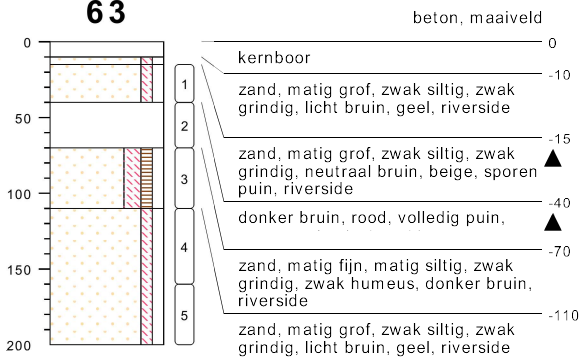 63
beton, maaiveld
0
0
kernboor
-10
zand, matig grof, zwak siltig, zwak
grindig, licht bruin, geel, riverside
1
50
-15
2
zand, matig grof, zwak siltig, zwak
grindig, neutraal bruin, beige, sporen
puin, riverside
3
100
-40
donker bruin, rood, volledig puin,
-70
4
zand, matig fijn, matig siltig, zwak
grindig, zwak humeus, donker bruin,
riverside
150
-110
5
zand, matig grof, zwak siltig, zwak
grindig, licht bruin, geel, riverside
200